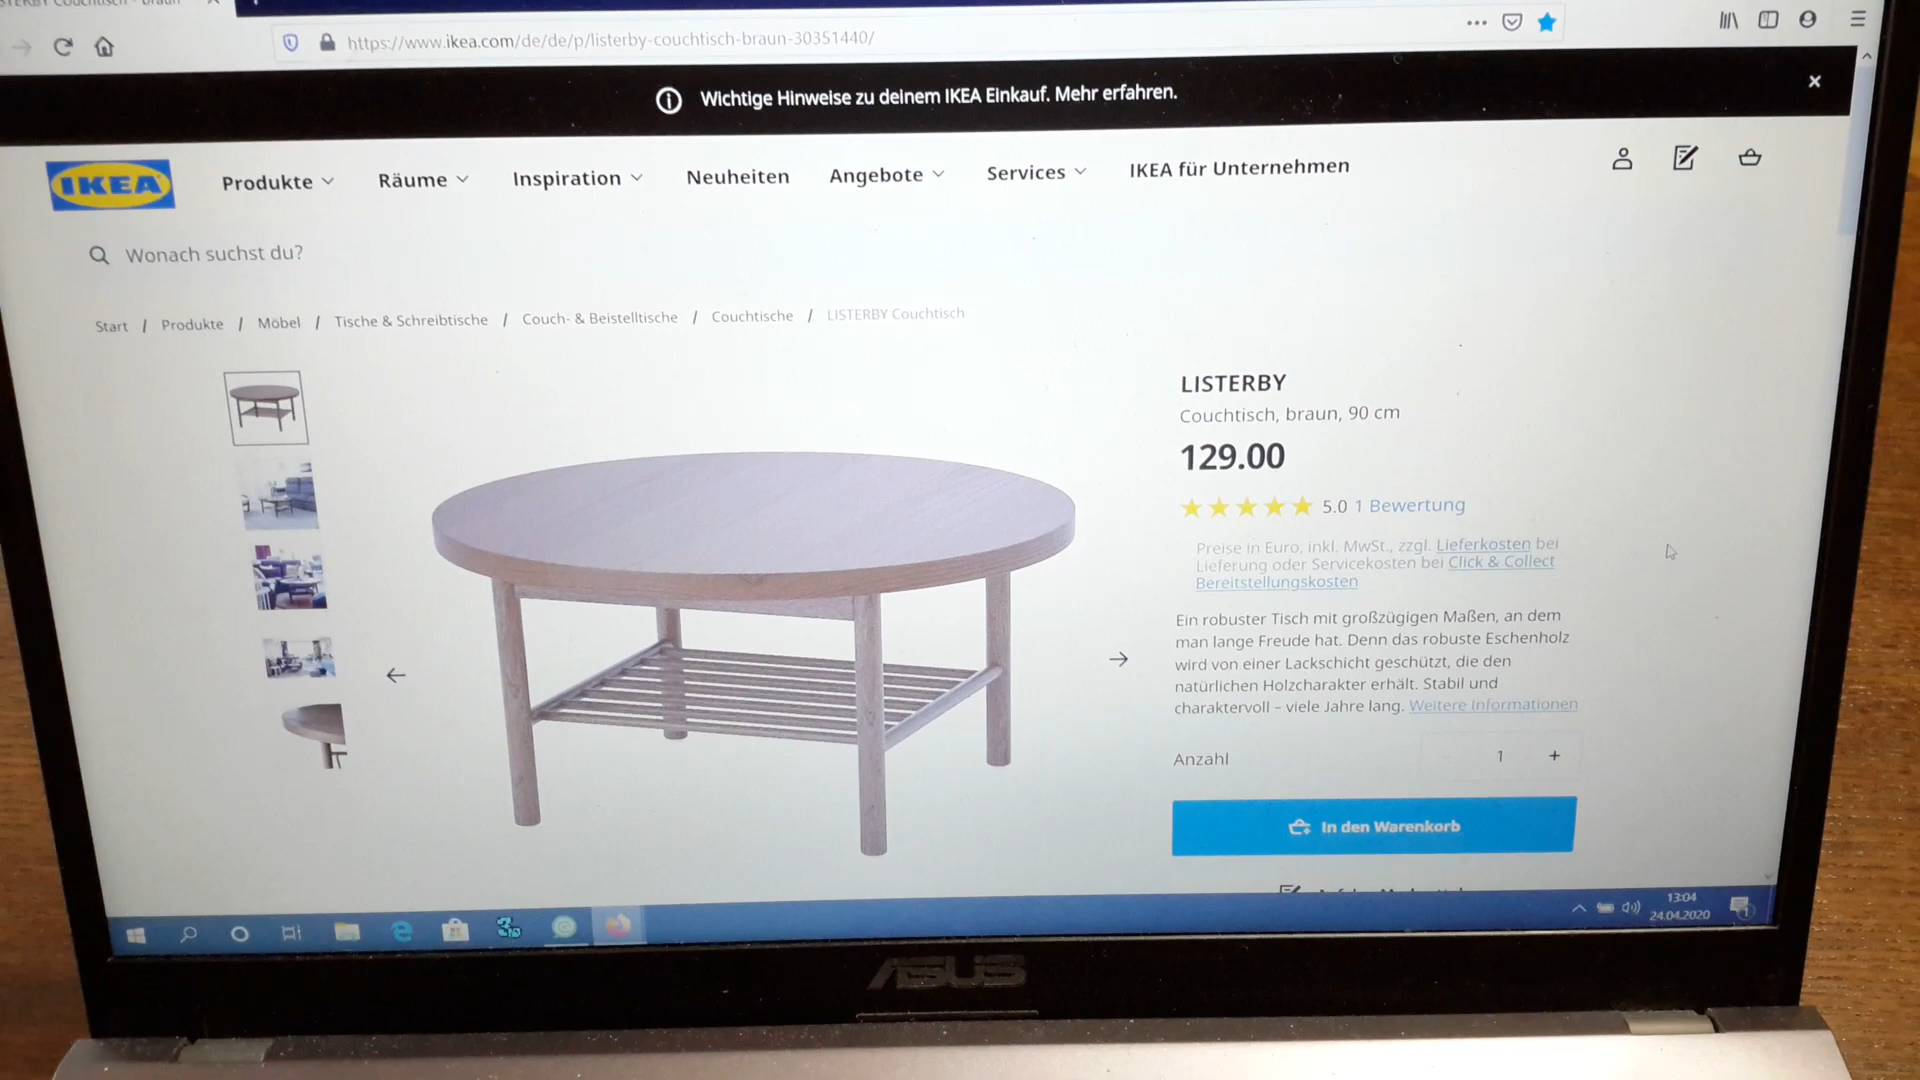 https://www.ikea.com/de/de/p/listerby-couchtisch-braun-30351440/
Wichtige Hinweise zu deinem IKEA Einkauf. Mehr erfahren.
IKEA
Produkte Räume Inspiration Neuheiten Angebote Services IKEA für Unternehmen
Wonach suchst du?
Start / Produkte / Möbel / Tische & Schreibtische / Couch- & Beistelltische / Couchtische / LISTERBY Couchtisch
LISTERBY
Couchtisch, braun, 90 cm
129.00
5.0 1 Bewertung
Preise in Euro, inkl. MwSt., zzgl. Lieferkosten bei
Lieferung oder Servicekosten bei Click & Collect
Bereitstellungskosten
Ein robuster Tisch mit großzügigen Maßen, an dem
man lange Freude hat. Denn das robuste Eschenholz
wird von einer Lackschicht geschützt, die den
natürlichen Holzcharakter erhält. Stabil und
charaktervoll – viele Jahre lang. Weitere Informationen
Anzahl - 1 +
In den Warenkorb
13:04
24.04.2020
1
ASUS